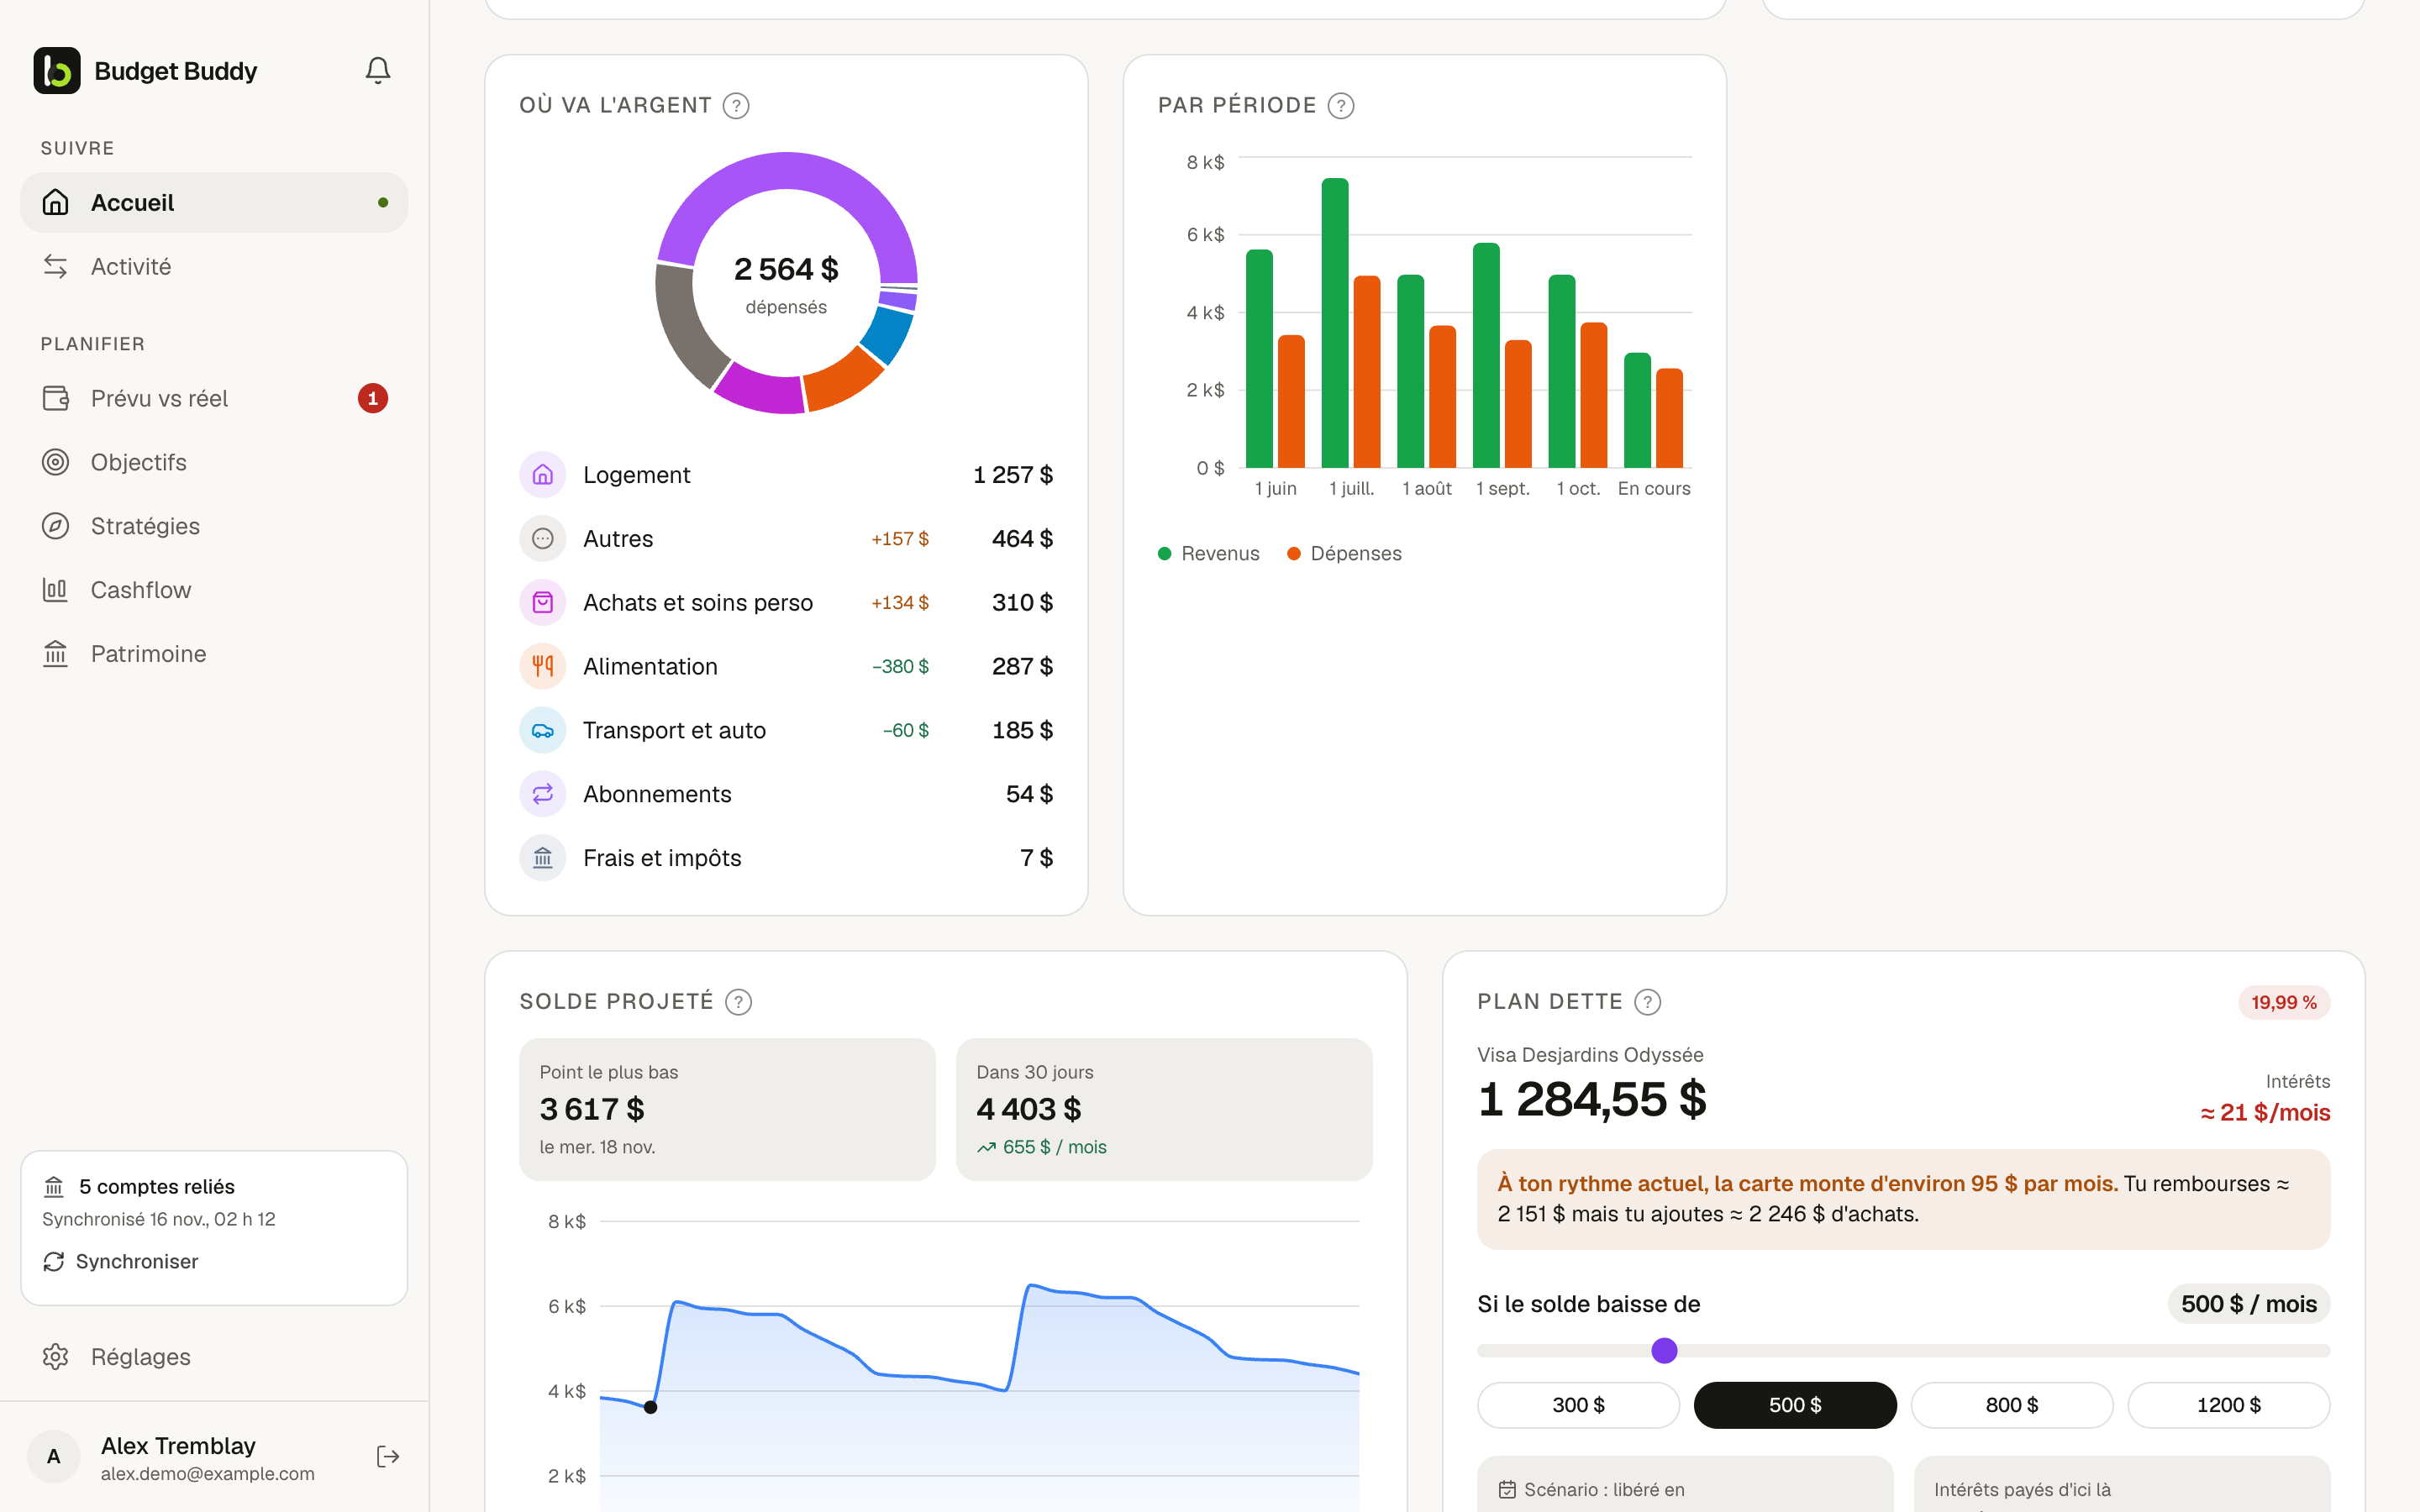 Budget Buddy
SUIVRE
Accueil
Activité
PLANIFIER
Prévu vs réel
1
Objectifs
Stratégies
Cashflow
Patrimoine
5 comptes reliés
Synchronisé 16 nov., 02 h 12
Synchroniser
Réglages
A
Alex Tremblay
alex.demo@example.com
OÙ VA L'ARGENT ?
2 564 $
dépensés
Logement 1 257 $
Autres +157 $ 464 $
Achats et soins perso +134 $ 310 $
Alimentation −380 $ 287 $
Transport et auto −60 $ 185 $
Abonnements 54 $
Frais et impôts 7 $
PAR PÉRIODE ?
8 k$
6 k$
4 k$
2 k$
0 $
1 juin 1 juill. 1 août 1 sept. 1 oct. En cours
Revenus Dépenses
SOLDE PROJETÉ ?
Point le plus bas
3 617 $
le mer. 18 nov.
Dans 30 jours
4 403 $
655 $ / mois
8 k$
6 k$
4 k$
2 k$
PLAN DETTE ?
19,99 %
Visa Desjardins Odyssée
1 284,55 $
Intérêts
≈ 21 $/mois
À ton rythme actuel, la carte monte d'environ 95 $ par mois. Tu rembourses ≈
2 151 $ mais tu ajoutes ≈ 2 246 $ d'achats.
Si le solde baisse de
500 $ / mois
300 $ 500 $ 800 $ 1200 $
Scénario : libéré en
Intérêts payés d'ici là